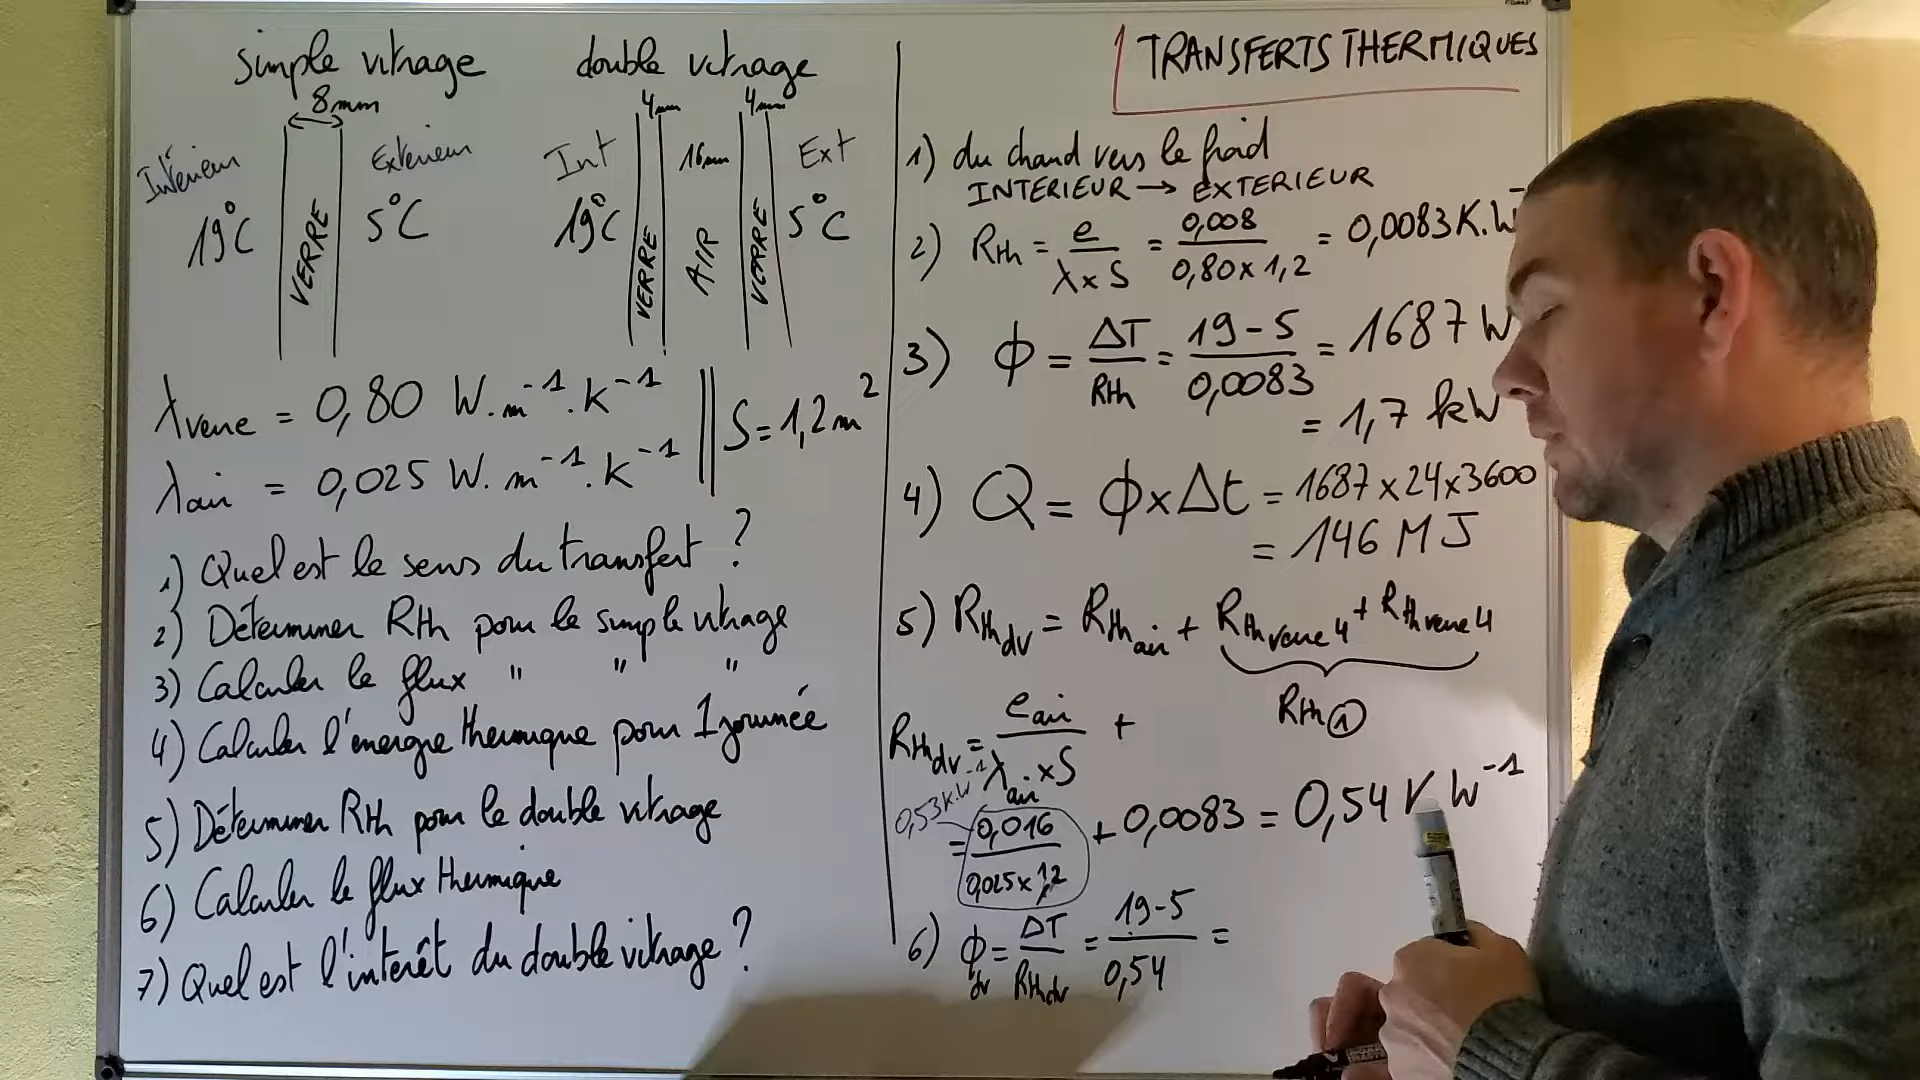 simple vitrage
8mm
Intérieur
Extérieur
19°C
VERRE
5°C
double vitrage
4mm
4mm
Int
16mm
Ext
19°C
VERRE
AIR
VERRE
5°C
λverre = 0,80 W.m⁻¹.K⁻¹
λair = 0,025 W.m⁻¹.K⁻¹
S=1,2m²
1) Quel est le sens du transfert ?
2) Déterminer Rth pour le simple vitrage
3) Calculer le flux " " "
4) Calculer l'énergie thermique pour 1 journée
5) Déterminer Rth pour le double vitrage
6) Calculer le flux thermique
7) Quel est l'intérêt du double vitrage ?
TRANSFERTS THERMIQUES
1) du chaud vers le froid
INTERIEUR → EXTERIEUR
2) Rth = e / (λ x S) = 0,008 / (0,80 x 1,2) = 0,0083 K.W⁻
3) ϕ = ΔT / Rth = (19-5) / 0,0083 = 1687 W
= 1,7 kW
4) Q = ϕ x Δt = 1687 x 24 x 3600
= 146 MJ
5) Rth dv = Rth air + Rth verre 4 + Rth verre 4
Rth ①
Rth dv = e air / (λ air x S) +
0,53 K.W⁻¹
= 0,016 / (0,025 x 1,2) + 0,0083 = 0,54 K W⁻¹
6) ϕ dv = ΔT / Rth dv = (19-5) / 0,54 =